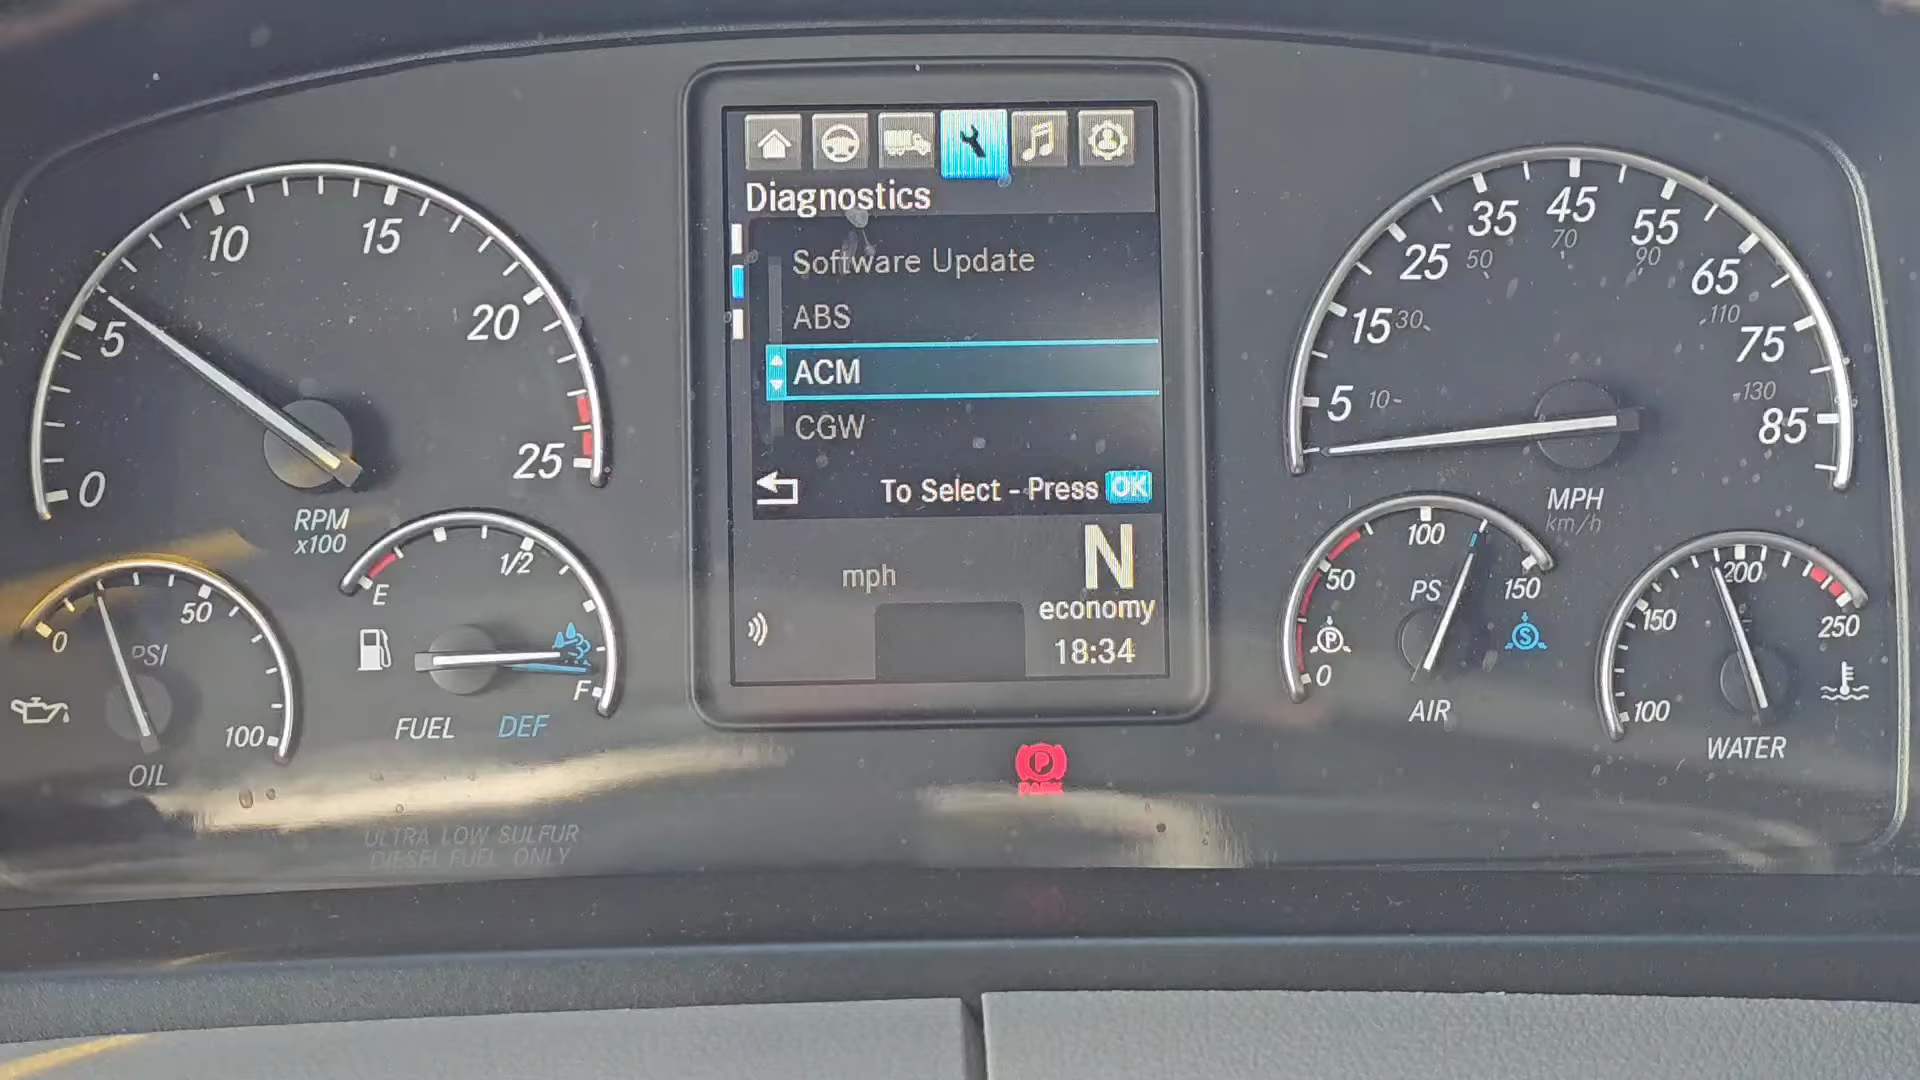 Diagnostics
Software Update
ABS
ACM
CGW
To Select - Press OK
mph
N
economy
18:34
0
5
10
15
20
25
RPM
x100
E
1/2
F
FUEL
DEF
0
50
100
PSI
OIL
ULTRA LOW SULFUR
DIESEL FUEL ONLY
P
PARK
5
15
25
35
45
55
65
75
85
10
30
50
70
90
110
130
MPH
km/h
0
50
100
150
PS
P
S
AIR
100
150
200
250
WATER